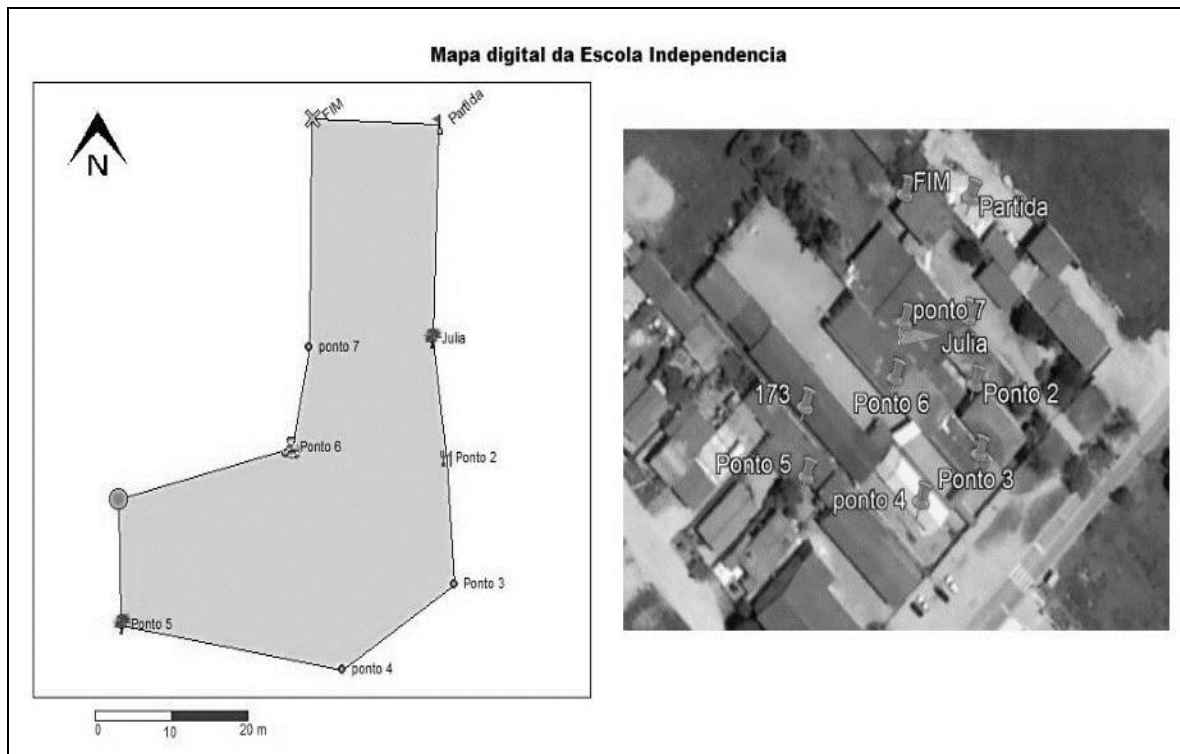 Mapa digital da Escola Independencia
N
FIM
Partida
ponto 7
Julia
Ponto 6
Ponto 2
Ponto 3
Ponto 5
ponto 4
0 10 20 m
FIM
Partida
ponto 7
Julia
173
Ponto 6
Ponto 2
Ponto 5
Ponto 3
ponto 4